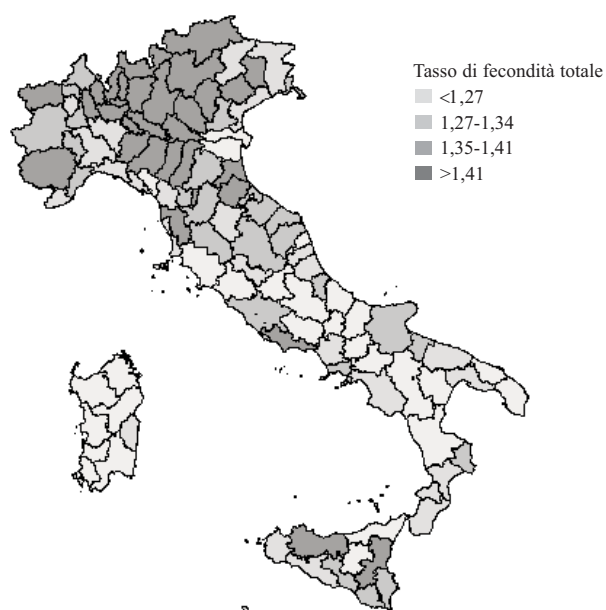 Tasso di fecondità totale
<1,27
1,27-1,34
1,35-1,41
>1,41